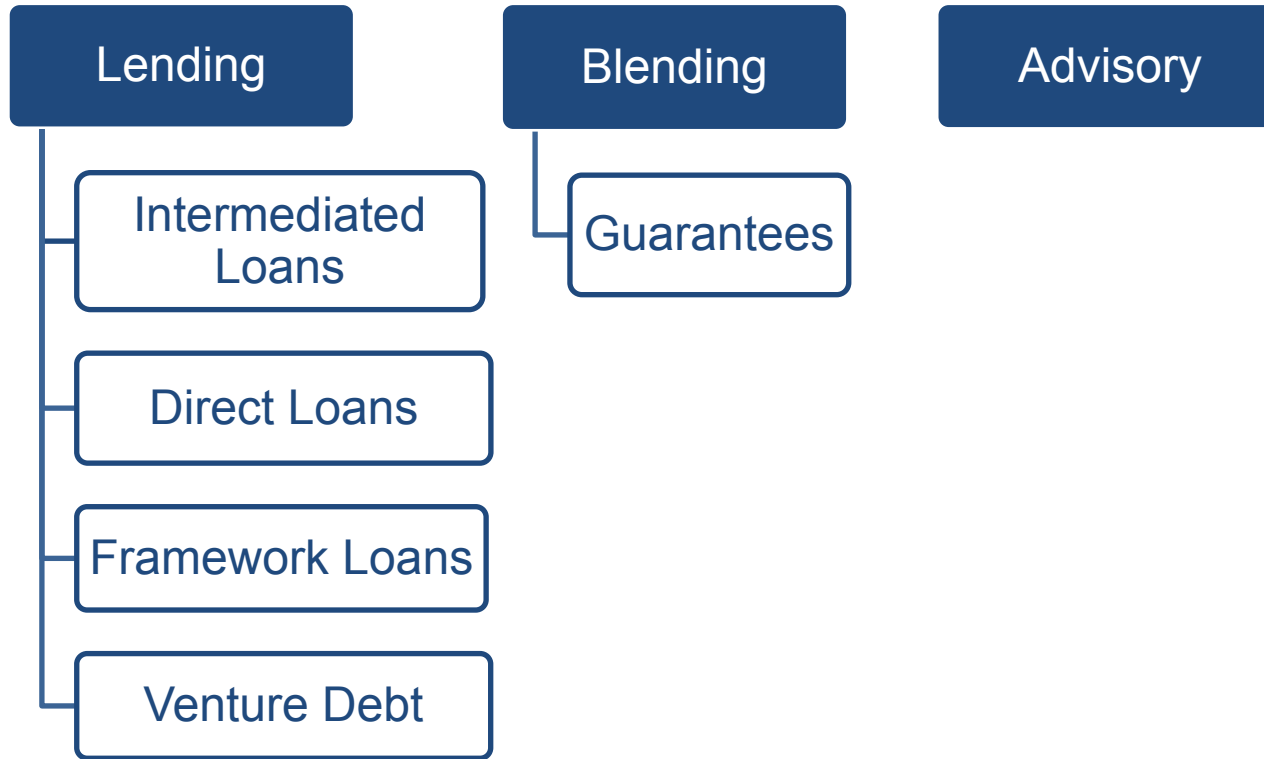 Lending
Intermediated
Loans
Direct Loans
Framework Loans
Venture Debt
Blending
Guarantees
Advisory